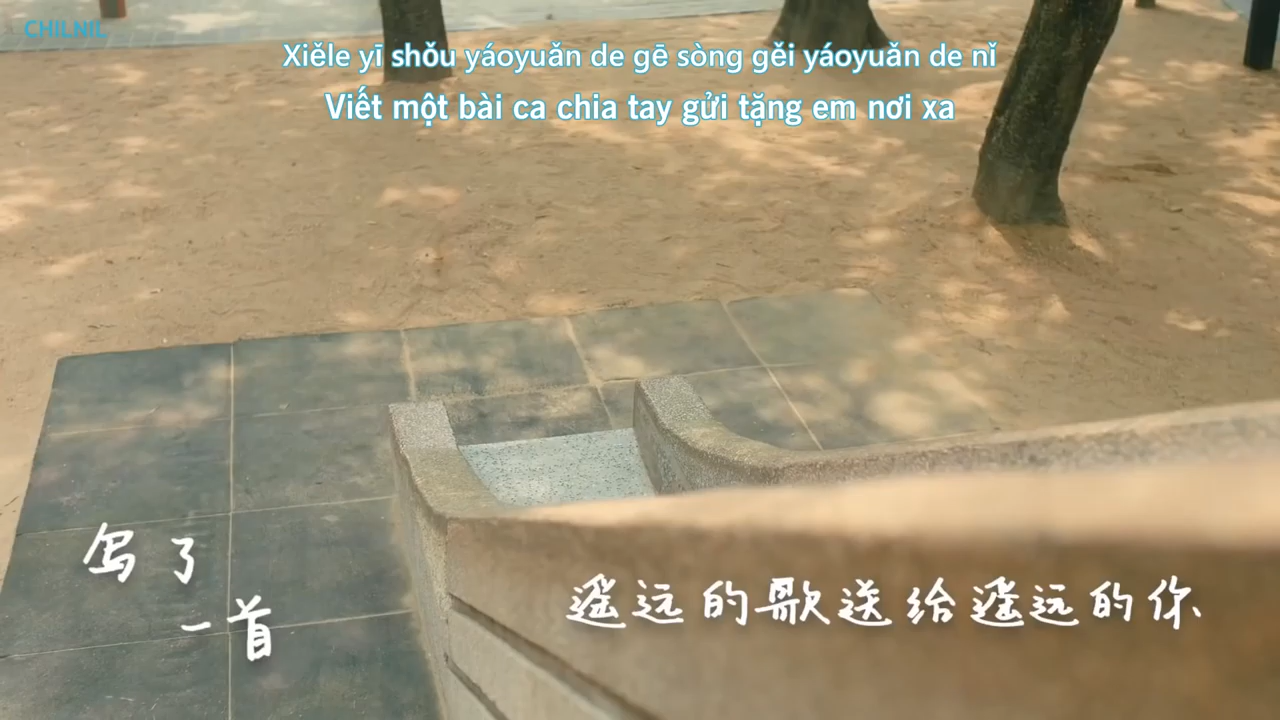 CHILNIL
Xiěle yī shǒu yáoyuǎn de gē sòng gěi yáoyuǎn de nǐ
Viết một bài ca chia tay gửi tặng em nơi xa
写了
一首
遥远的歌送给遥远的你